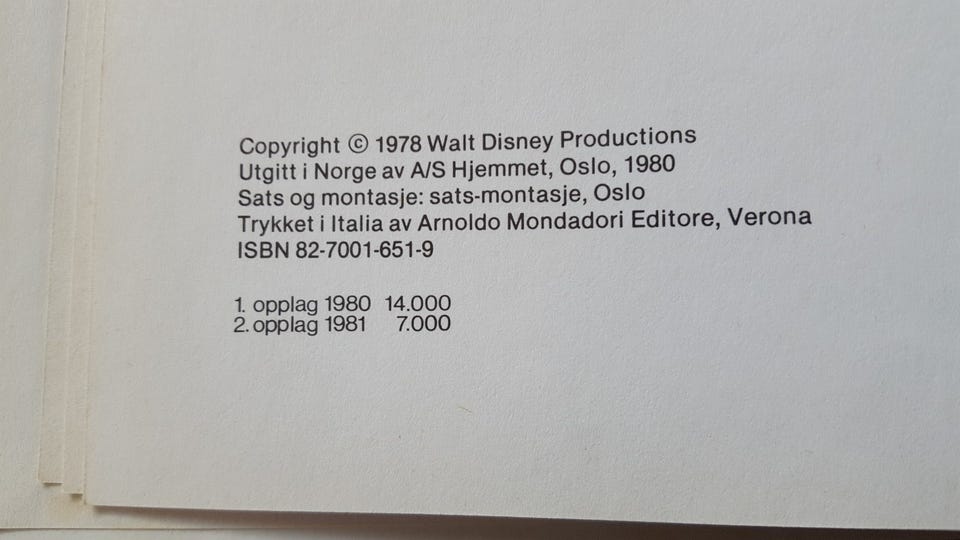 Copyright © 1978 Walt Disney Productions
Utgitt i Norge av A/S Hjemmet, Oslo, 1980
Sats og montasje: sats-montasje, Oslo
Trykket i Italia av Arnoldo Mondadori Editore, Verona
ISBN 82-7001-651-9
1. opplag 1980 14.000
2. opplag 1981 7.000